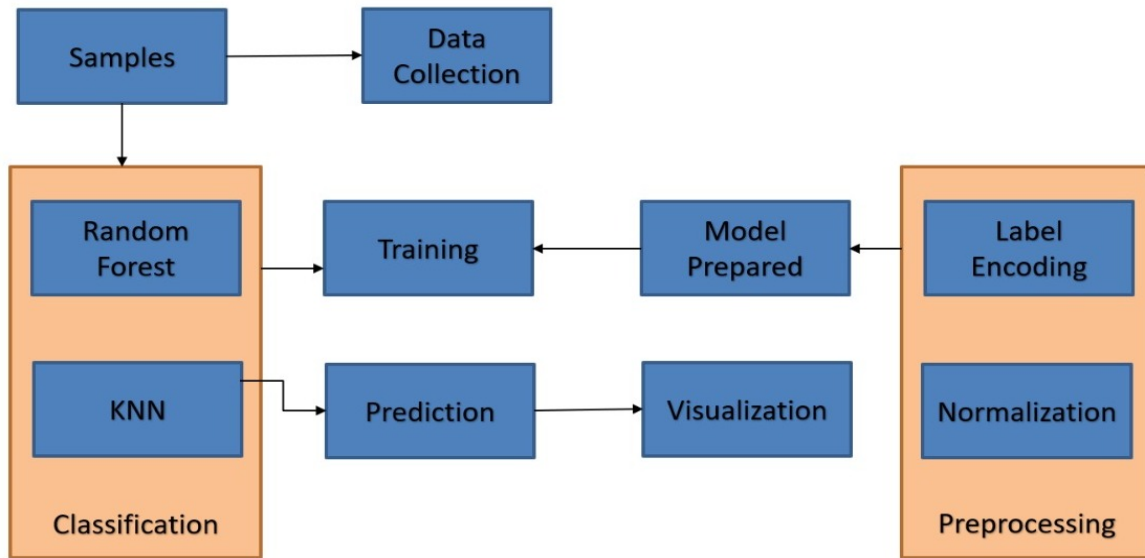 Samples
Data
Collection
Random
Forest
Training
Model
Prepared
Label
Encoding
KNN
Prediction
Visualization
Normalization
Classification
Preprocessing